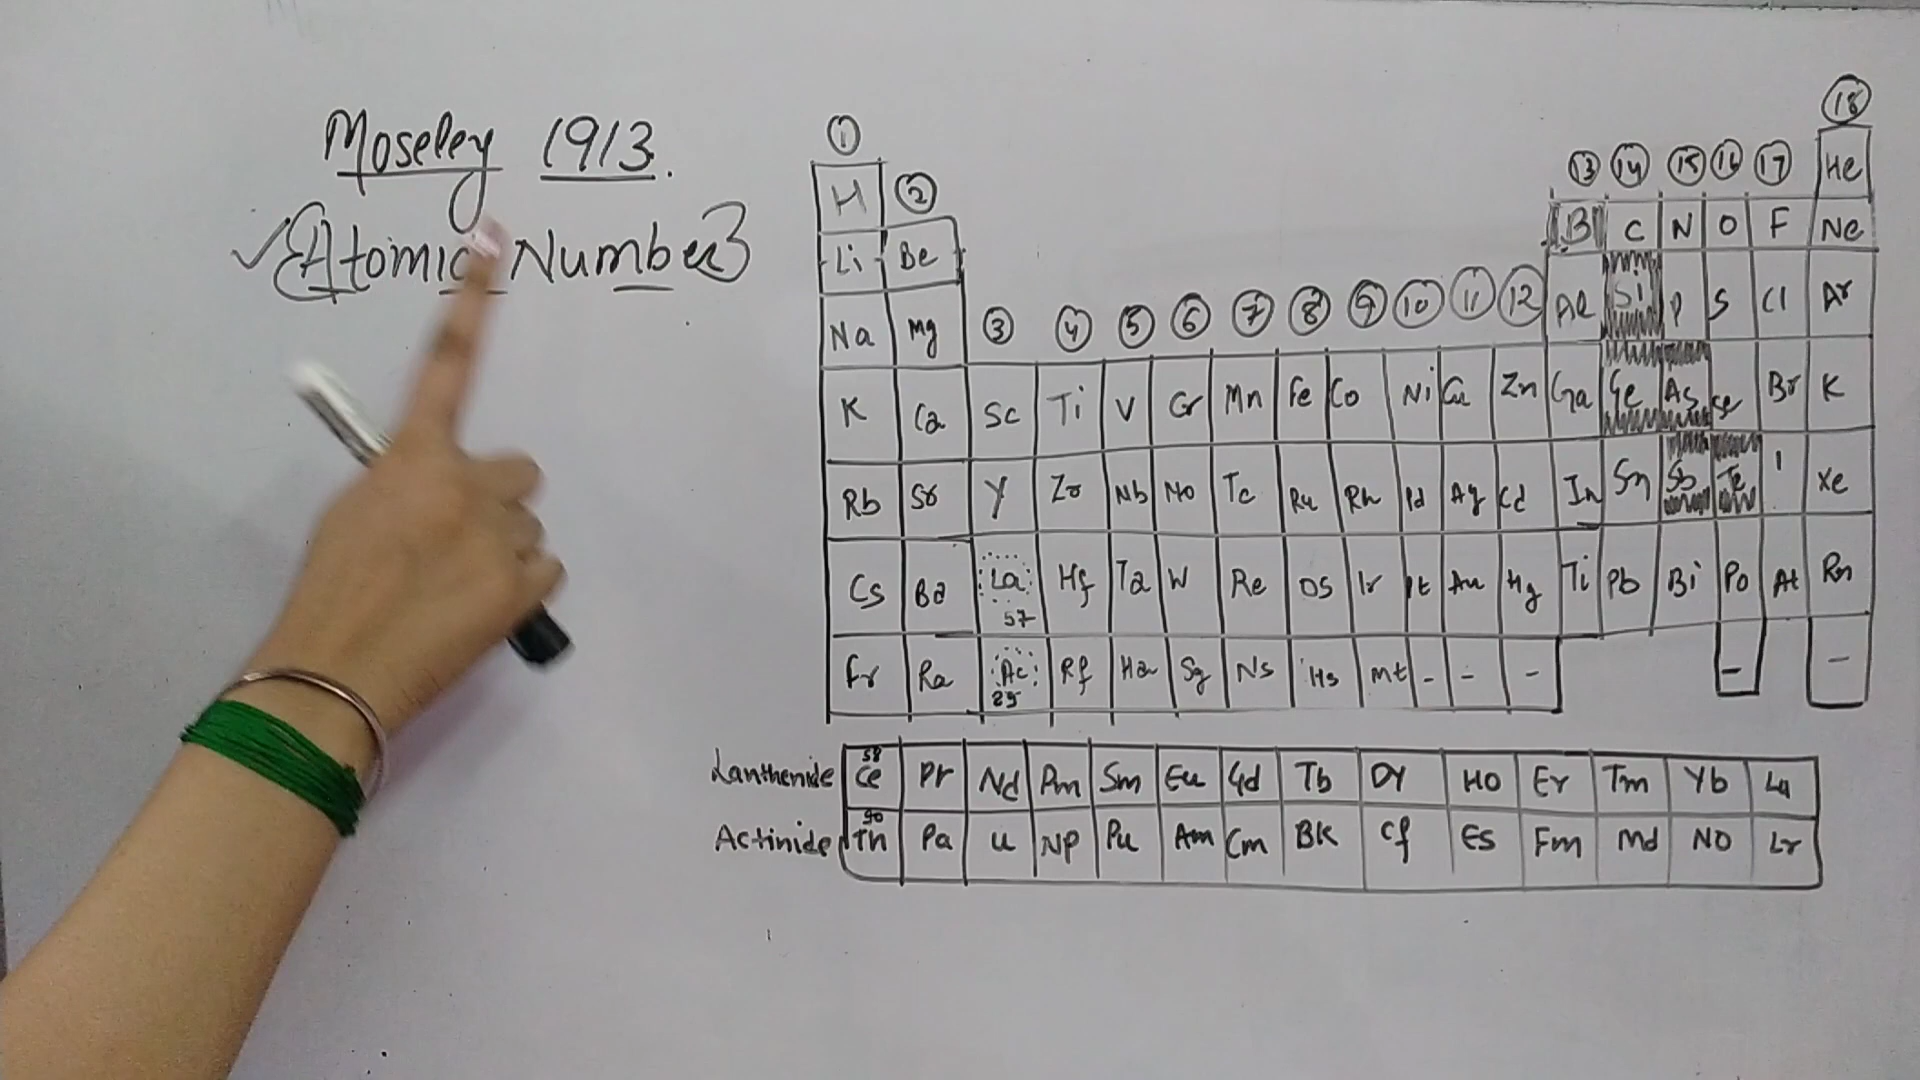 Moseley 1913.
Atomic Number
1 18
2 13 14 15 16 17
H He
Li Be B C N O F Ne
Na Mg 3 4 5 6 7 8 9 10 11 12 Al Si P S Cl Ar
K Ca Sc Ti V Cr Mn Fe Co Ni Cu Zn Ga Ge As Se Br K
Rb Sr Y Zr Nb Mo Tc Ru Rh Pd Ag Cd In Sn Sb Te I Xe
Cs Ba La 57 Hf Ta W Re Os Ir Pt Au Hg Ti Pb Bi Po At Rn
Fr Ra Ac 89 Rf Ha Sg Ns Hs Mt - - - - -
Lanthenide 58 Ce Pr Nd Pm Sm Eu Gd Tb DY HO Er Tm Yb Lu
Actinide 90 Th Pa U NP Pu Am Cm BK Cf ES Fm Md NO Lr